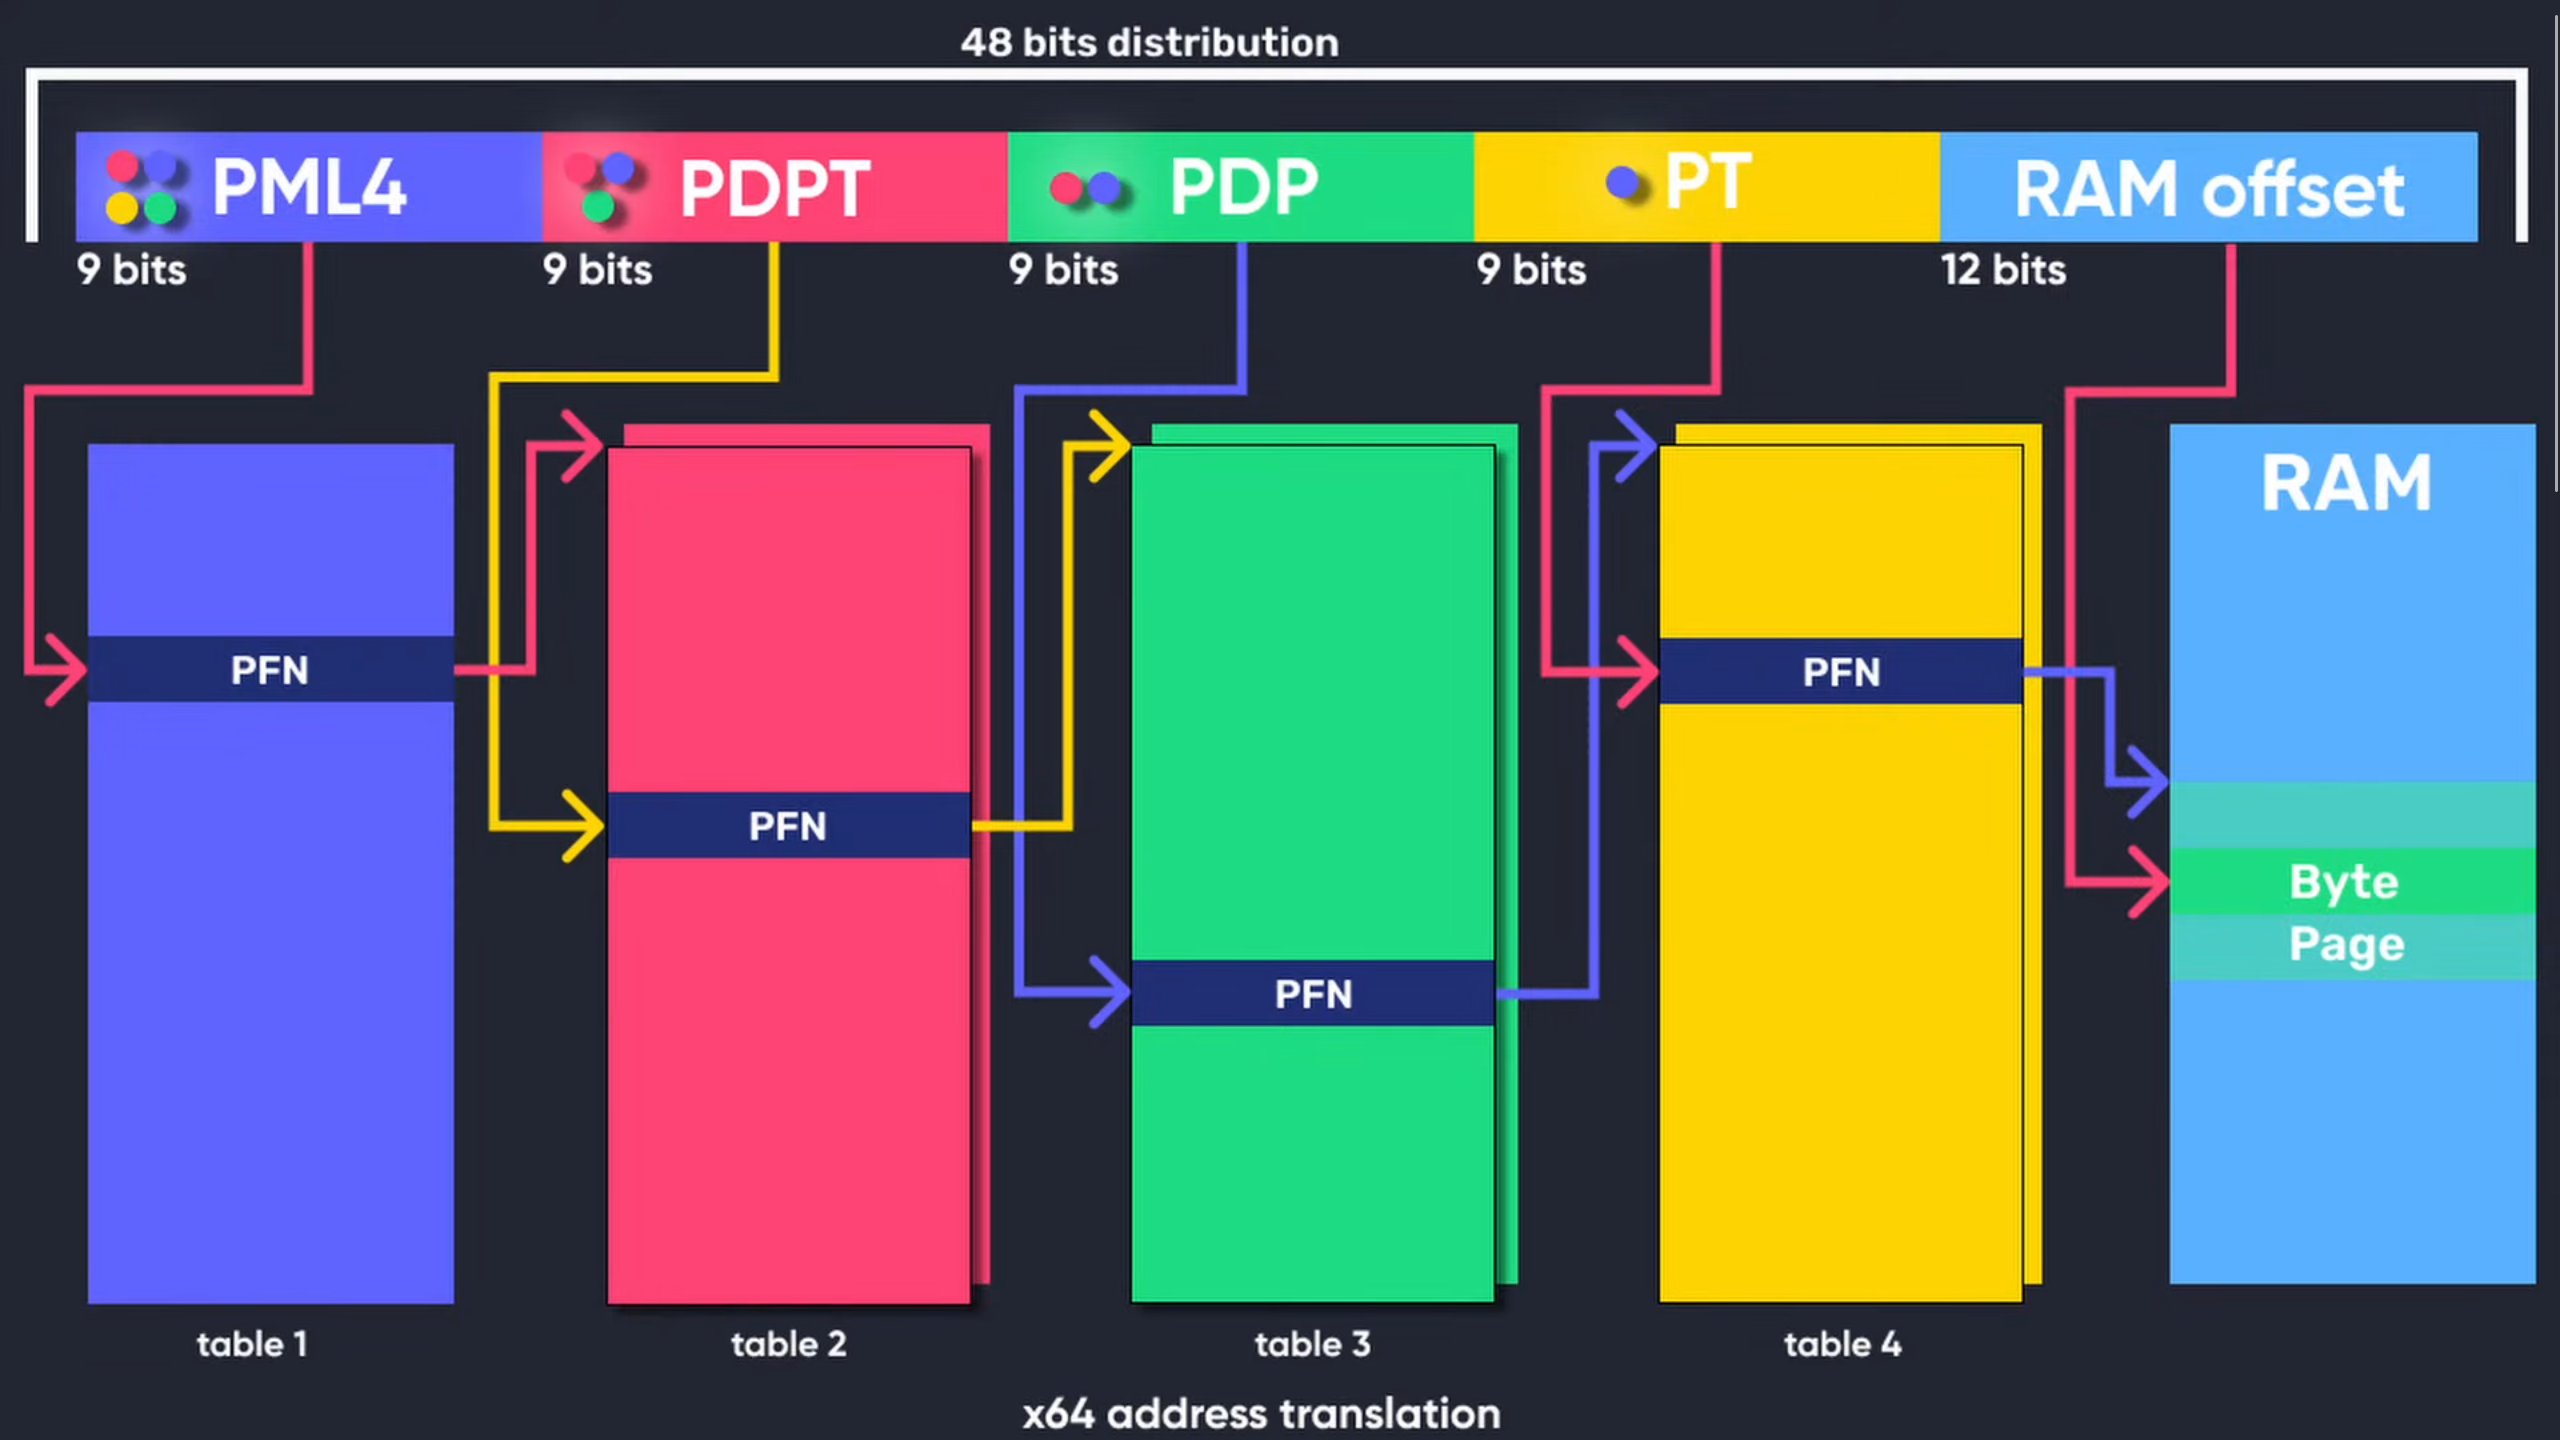 48 bits distribution
PML4
PDPT
PDP
PT
RAM offset
9 bits
9 bits
9 bits
9 bits
12 bits
RAM
PFN
PFN
PFN
PFN
Byte
Page
table 1
table 2
table 3
table 4
x64 address translation